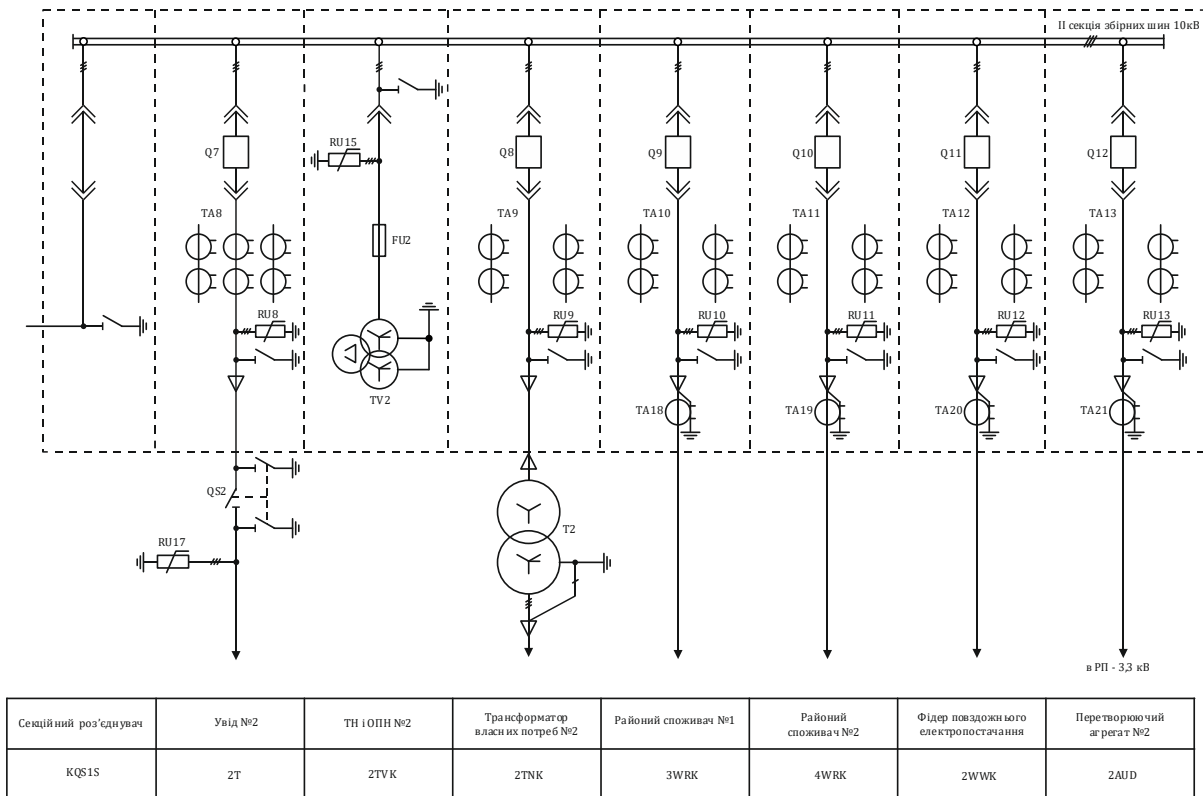 II секція збірних шин 10кВ
RU15
Q7
Q8
Q9
Q10
Q11
Q12
TA8
TA9
TA10
TA11
TA12
TA13
FU2
RU8
RU9
RU10
RU11
RU12
RU13
TV2
TA18
TA19
TA20
TA21
QS2
T2
RU17
в РП - 3,3 кВ
Секційний роз'єднувач
Увід №2
ТН і ОПН №2
Трансформатор
власних потреб №2
Районий споживач №1
Районий
споживач №2
Фідер повздожнього
електропостачання
Перетворюючий
агрегат №2
KQS1S
2T
2TVK
2TNK
3WRK
4WRK
2WWK
2AUD